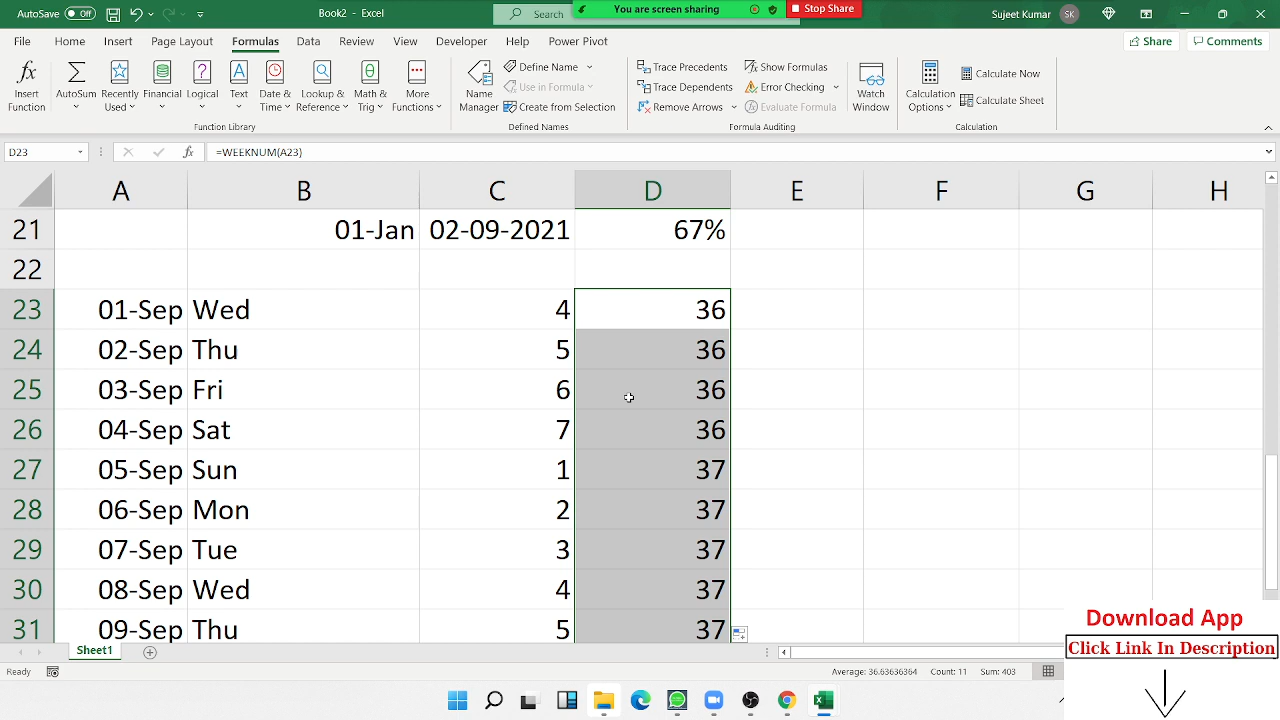 AutoSave Off Book2 - Excel Search You are screen sharing Stop Share Sujeet Kumar SK
File Home Insert Page Layout Formulas Data Review View Developer Help Power Pivot Share Comments
fx Insert Function
AutoSum
Recently Used
Financial
Logical
Text
Date & Time
Lookup & Reference
Math & Trig
More Functions
Function Library
Name Manager
Define Name
Use in Formula
Create from Selection
Defined Names
Trace Precedents
Trace Dependents
Remove Arrows
Show Formulas
Error Checking
Evaluate Formula
Formula Auditing
Watch Window
Calculation Options
Calculate Now
Calculate Sheet
Calculation
D23 fx =WEEKNUM(A23)
A B C D E F G H
21 01-Jan 02-09-2021 67%
22
23 01-Sep Wed 4 36
24 02-Sep Thu 5 36
25 03-Sep Fri 6 36
26 04-Sep Sat 7 36
27 05-Sep Sun 1 37
28 06-Sep Mon 2 37
29 07-Sep Tue 3 37
30 08-Sep Wed 4 37
31 09-Sep Thu 5 37
Download App
Click Link In Description
Sheet1
Ready Average: 36.63636364 Count: 11 Sum: 403